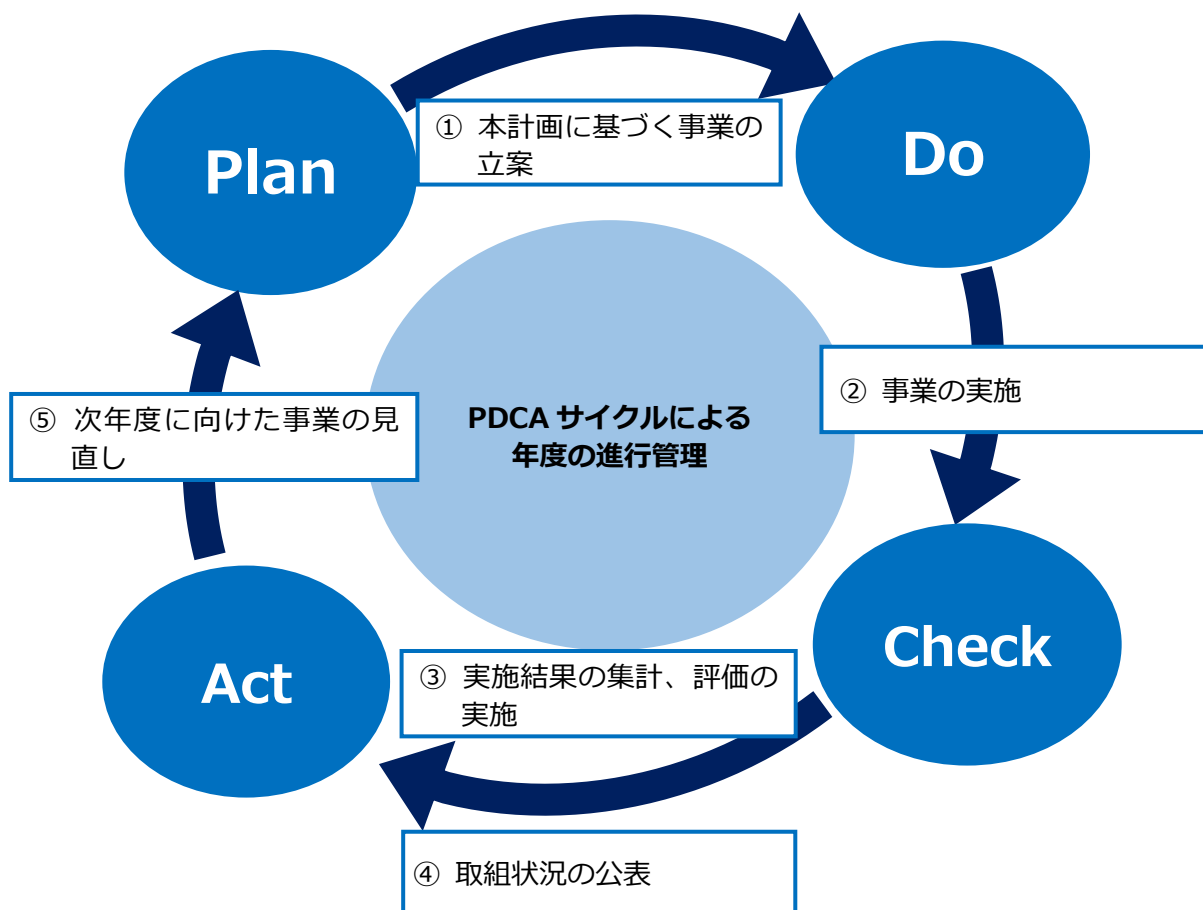 Plan
① 本計画に基づく事業の
立案
Do
② 事業の実施
PDCA サイクルによる
年度の進行管理
⑤ 次年度に向けた事業の見
直し
Check
③ 実施結果の集計、評価の
実施
Act
④ 取組状況の公表